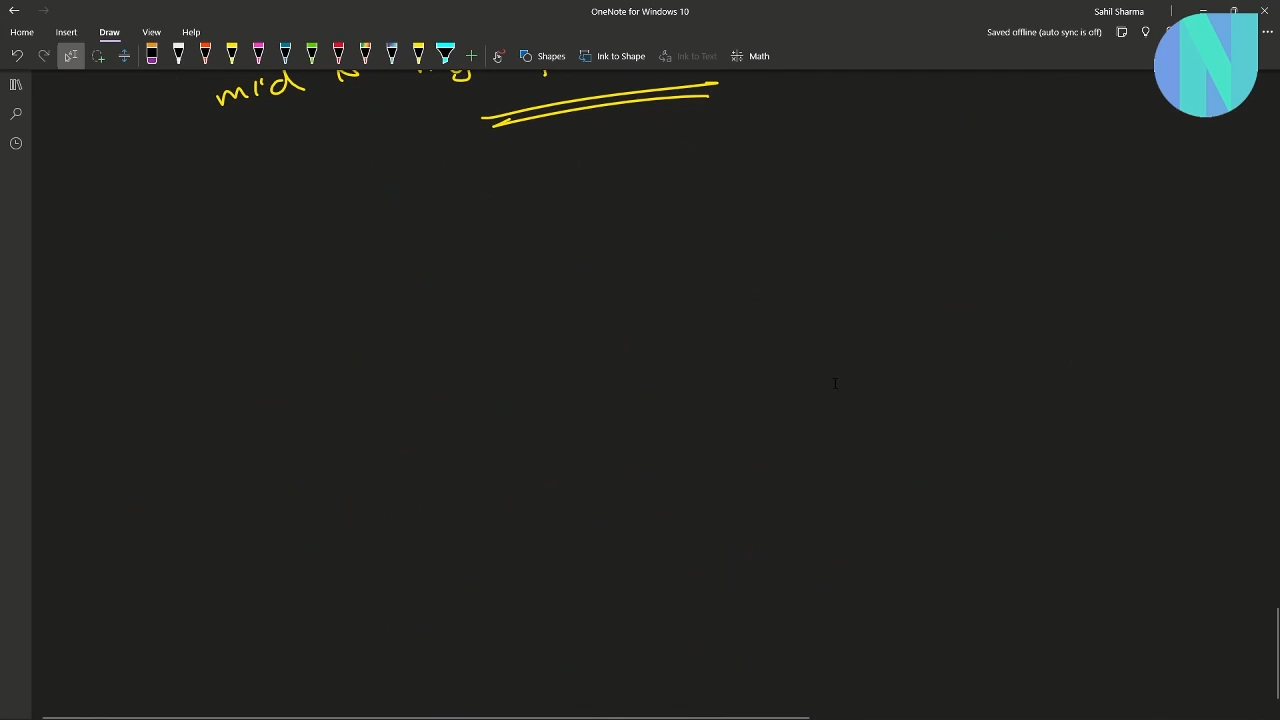 OneNote for Windows 10
Sahil Sharma
Home Insert Draw View Help
Saved offline (auto sync is off)
Shapes Ink to Shape Ink to Text Math
mid